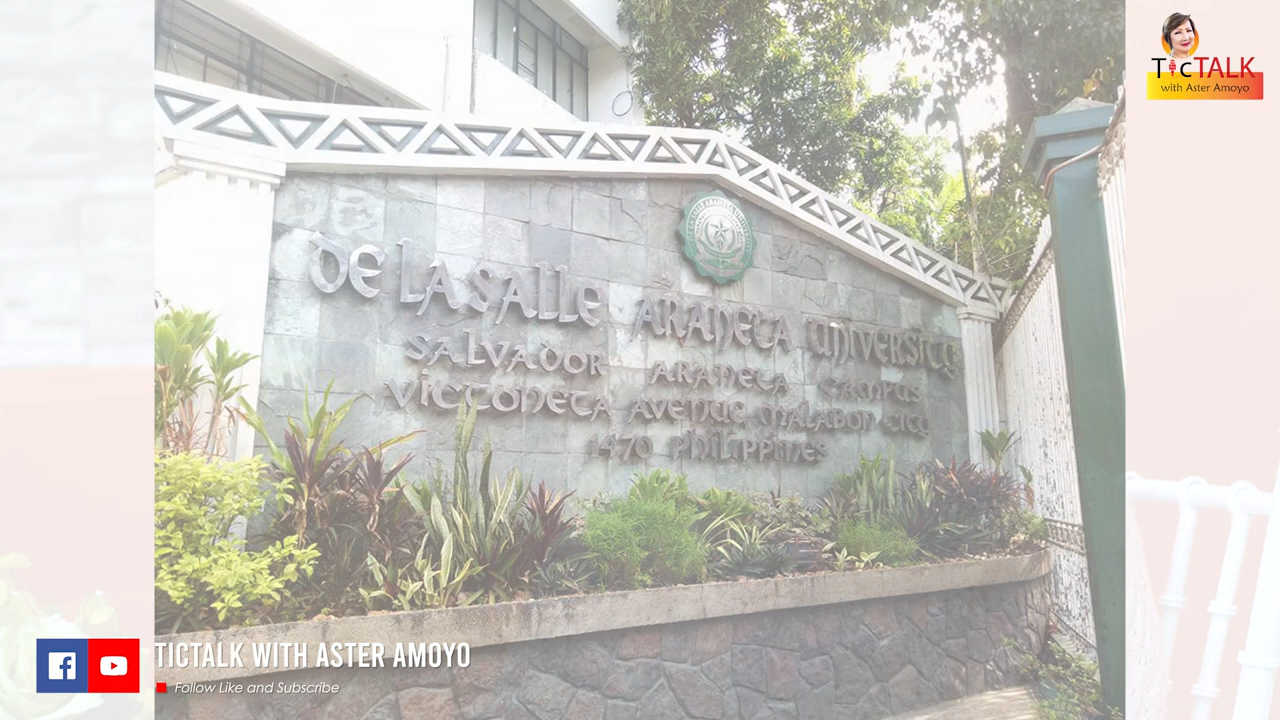 TICTALK
with Aster Amoyo
DE LA SALLE ARANETA UNIVERSITY
SALVADOR ARANETA CAMPUS
VICTONETA AVENUE MALABON CITY
1470 PHILIPPINES
TICTALK WITH ASTER AMOYO
Follow Like and Subscribe